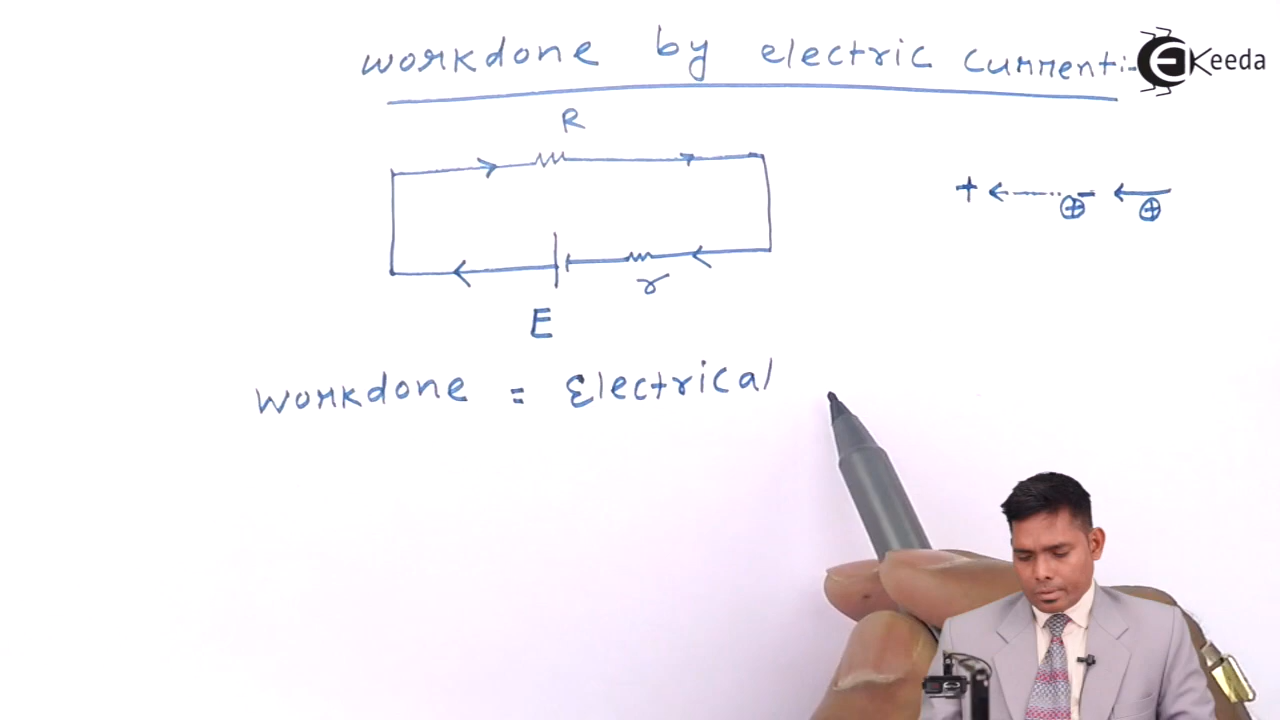 workdone by electric current:-
EKeeda
R
+ - + +
r
E
workdone = Electrical